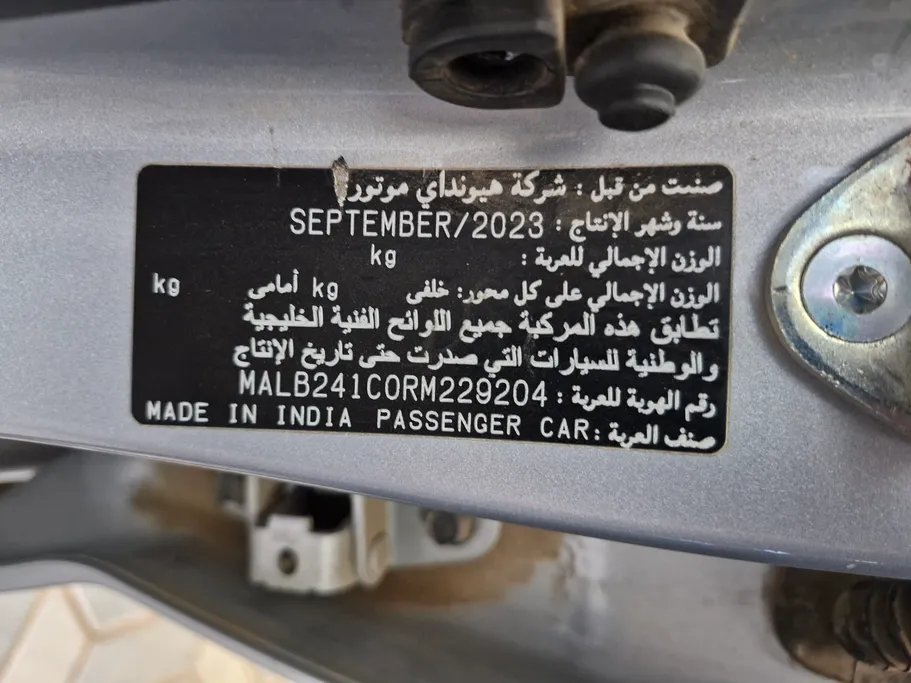 صنعت من قبل : شركة هيونداي موتور
سنة وشهر الإنتاج : SEPTEMBER/2023
الوزن الإجمالي للعربة : kg
الوزن الإجمالي على كل محور: خلفى kg أمامى kg
تطابق هذه المركبة جميع اللوائح الفنية الخليجية
والوطنية للسيارات التي صدرت حتى تاريخ الإنتاج
رقم الهوية للعربة : MALB241C0RM229204
صنف العربة : MADE IN INDIA PASSENGER CAR